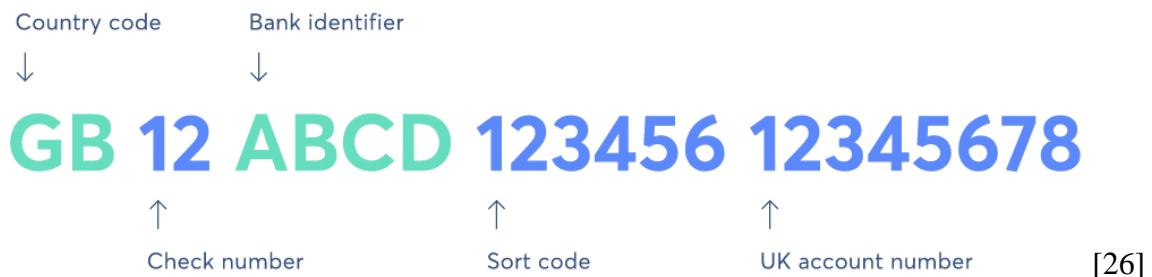 Country code Bank identifier
GB 12 ABCD 123456 12345678
Check number Sort code UK account number [26]